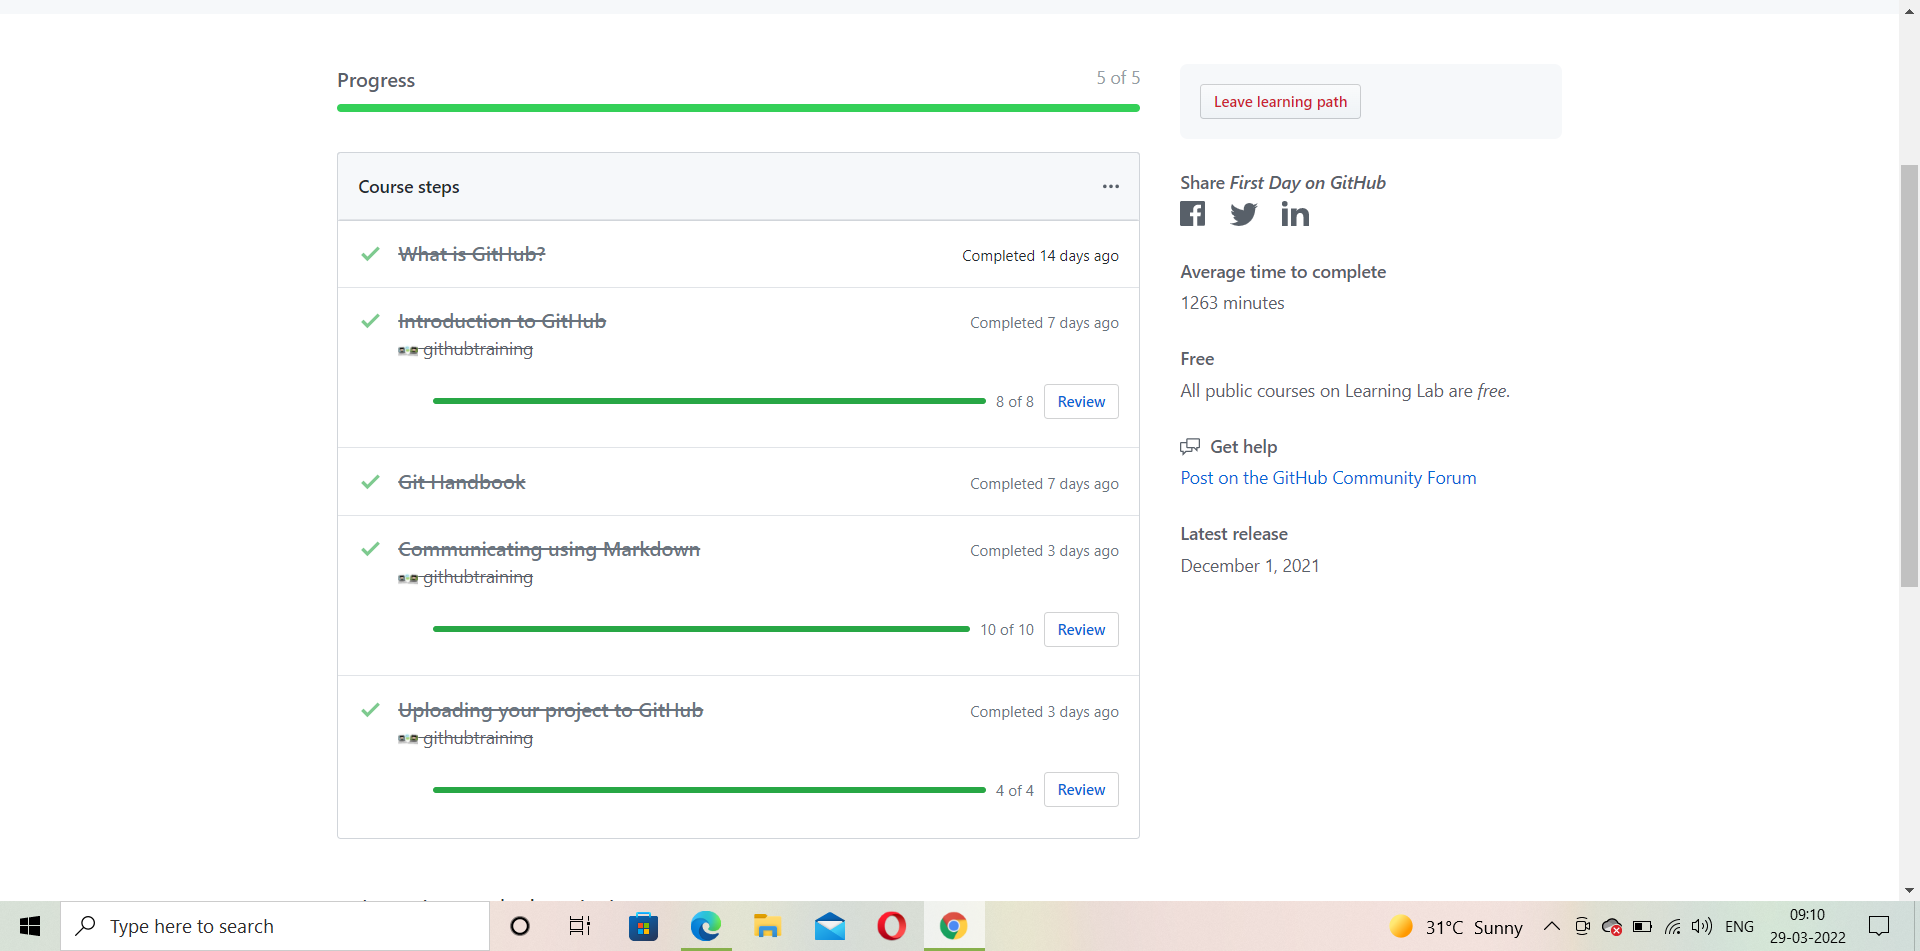 Progress
5 of 5
Course steps
What is GitHub?
Completed 14 days ago
Introduction to GitHub
Completed 7 days ago
githubtraining
8 of 8
Review
Git Handbook
Completed 7 days ago
Communicating using Markdown
Completed 3 days ago
githubtraining
10 of 10
Review
Uploading your project to GitHub
Completed 3 days ago
githubtraining
4 of 4
Review
Leave learning path
Share First Day on GitHub
Average time to complete
1263 minutes
Free
All public courses on Learning Lab are free.
Get help
Post on the GitHub Community Forum
Latest release
December 1, 2021
Type here to search
31°C Sunny
ENG
09:10
29-03-2022